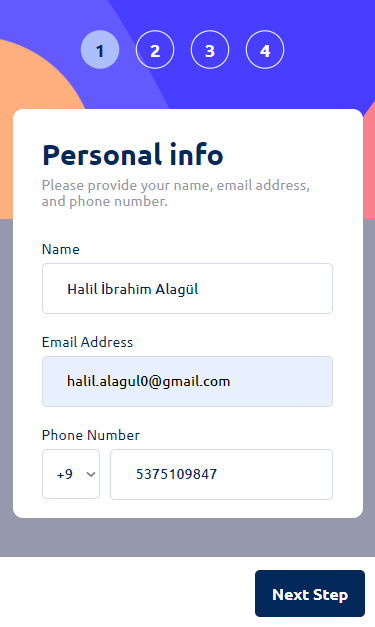 1 2 3 4
Personal info
Please provide your name, email address,
and phone number.
Name
Halil İbrahim Alagül
Email Address
halil.alagul0@gmail.com
Phone Number
+9 5375109847
Next Step